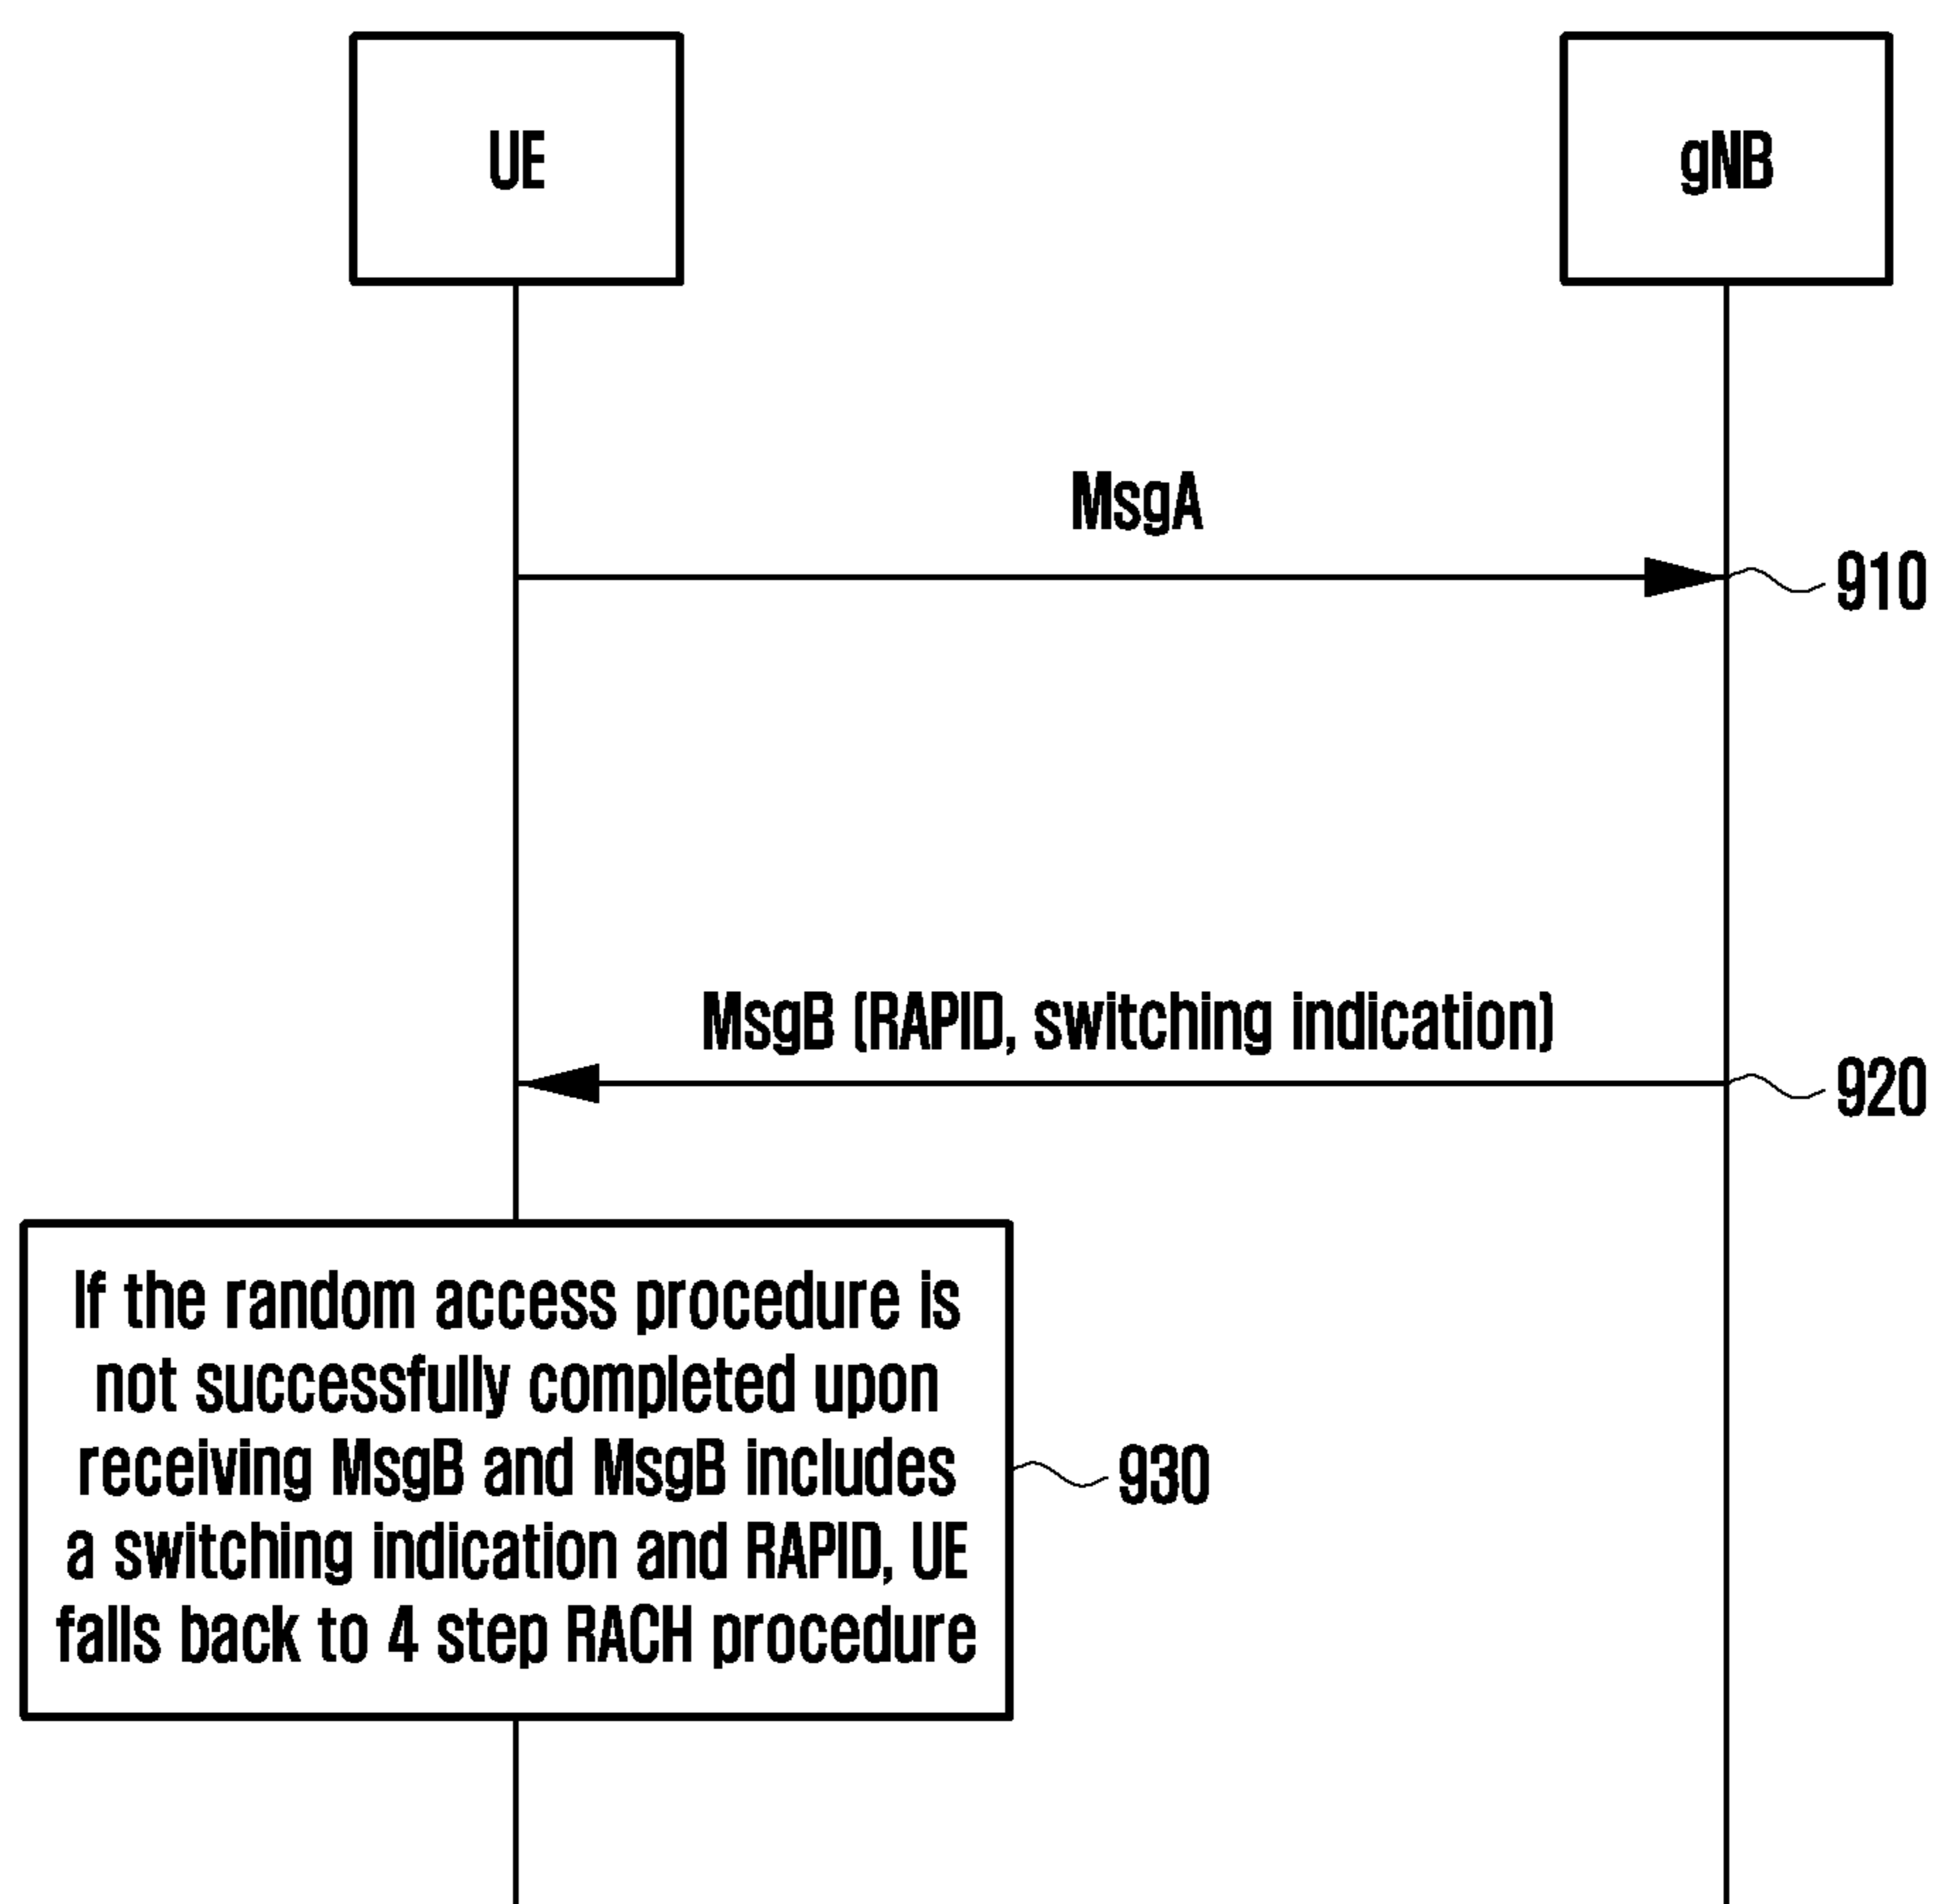 UE
gNB
MsgA
910
MsgB (RAPID, switching indication)
920
If the random access procedure is
not successfully completed upon
receiving MsgB and MsgB includes
a switching indication and RAPID, UE
falls back to 4 step RACH procedure
930